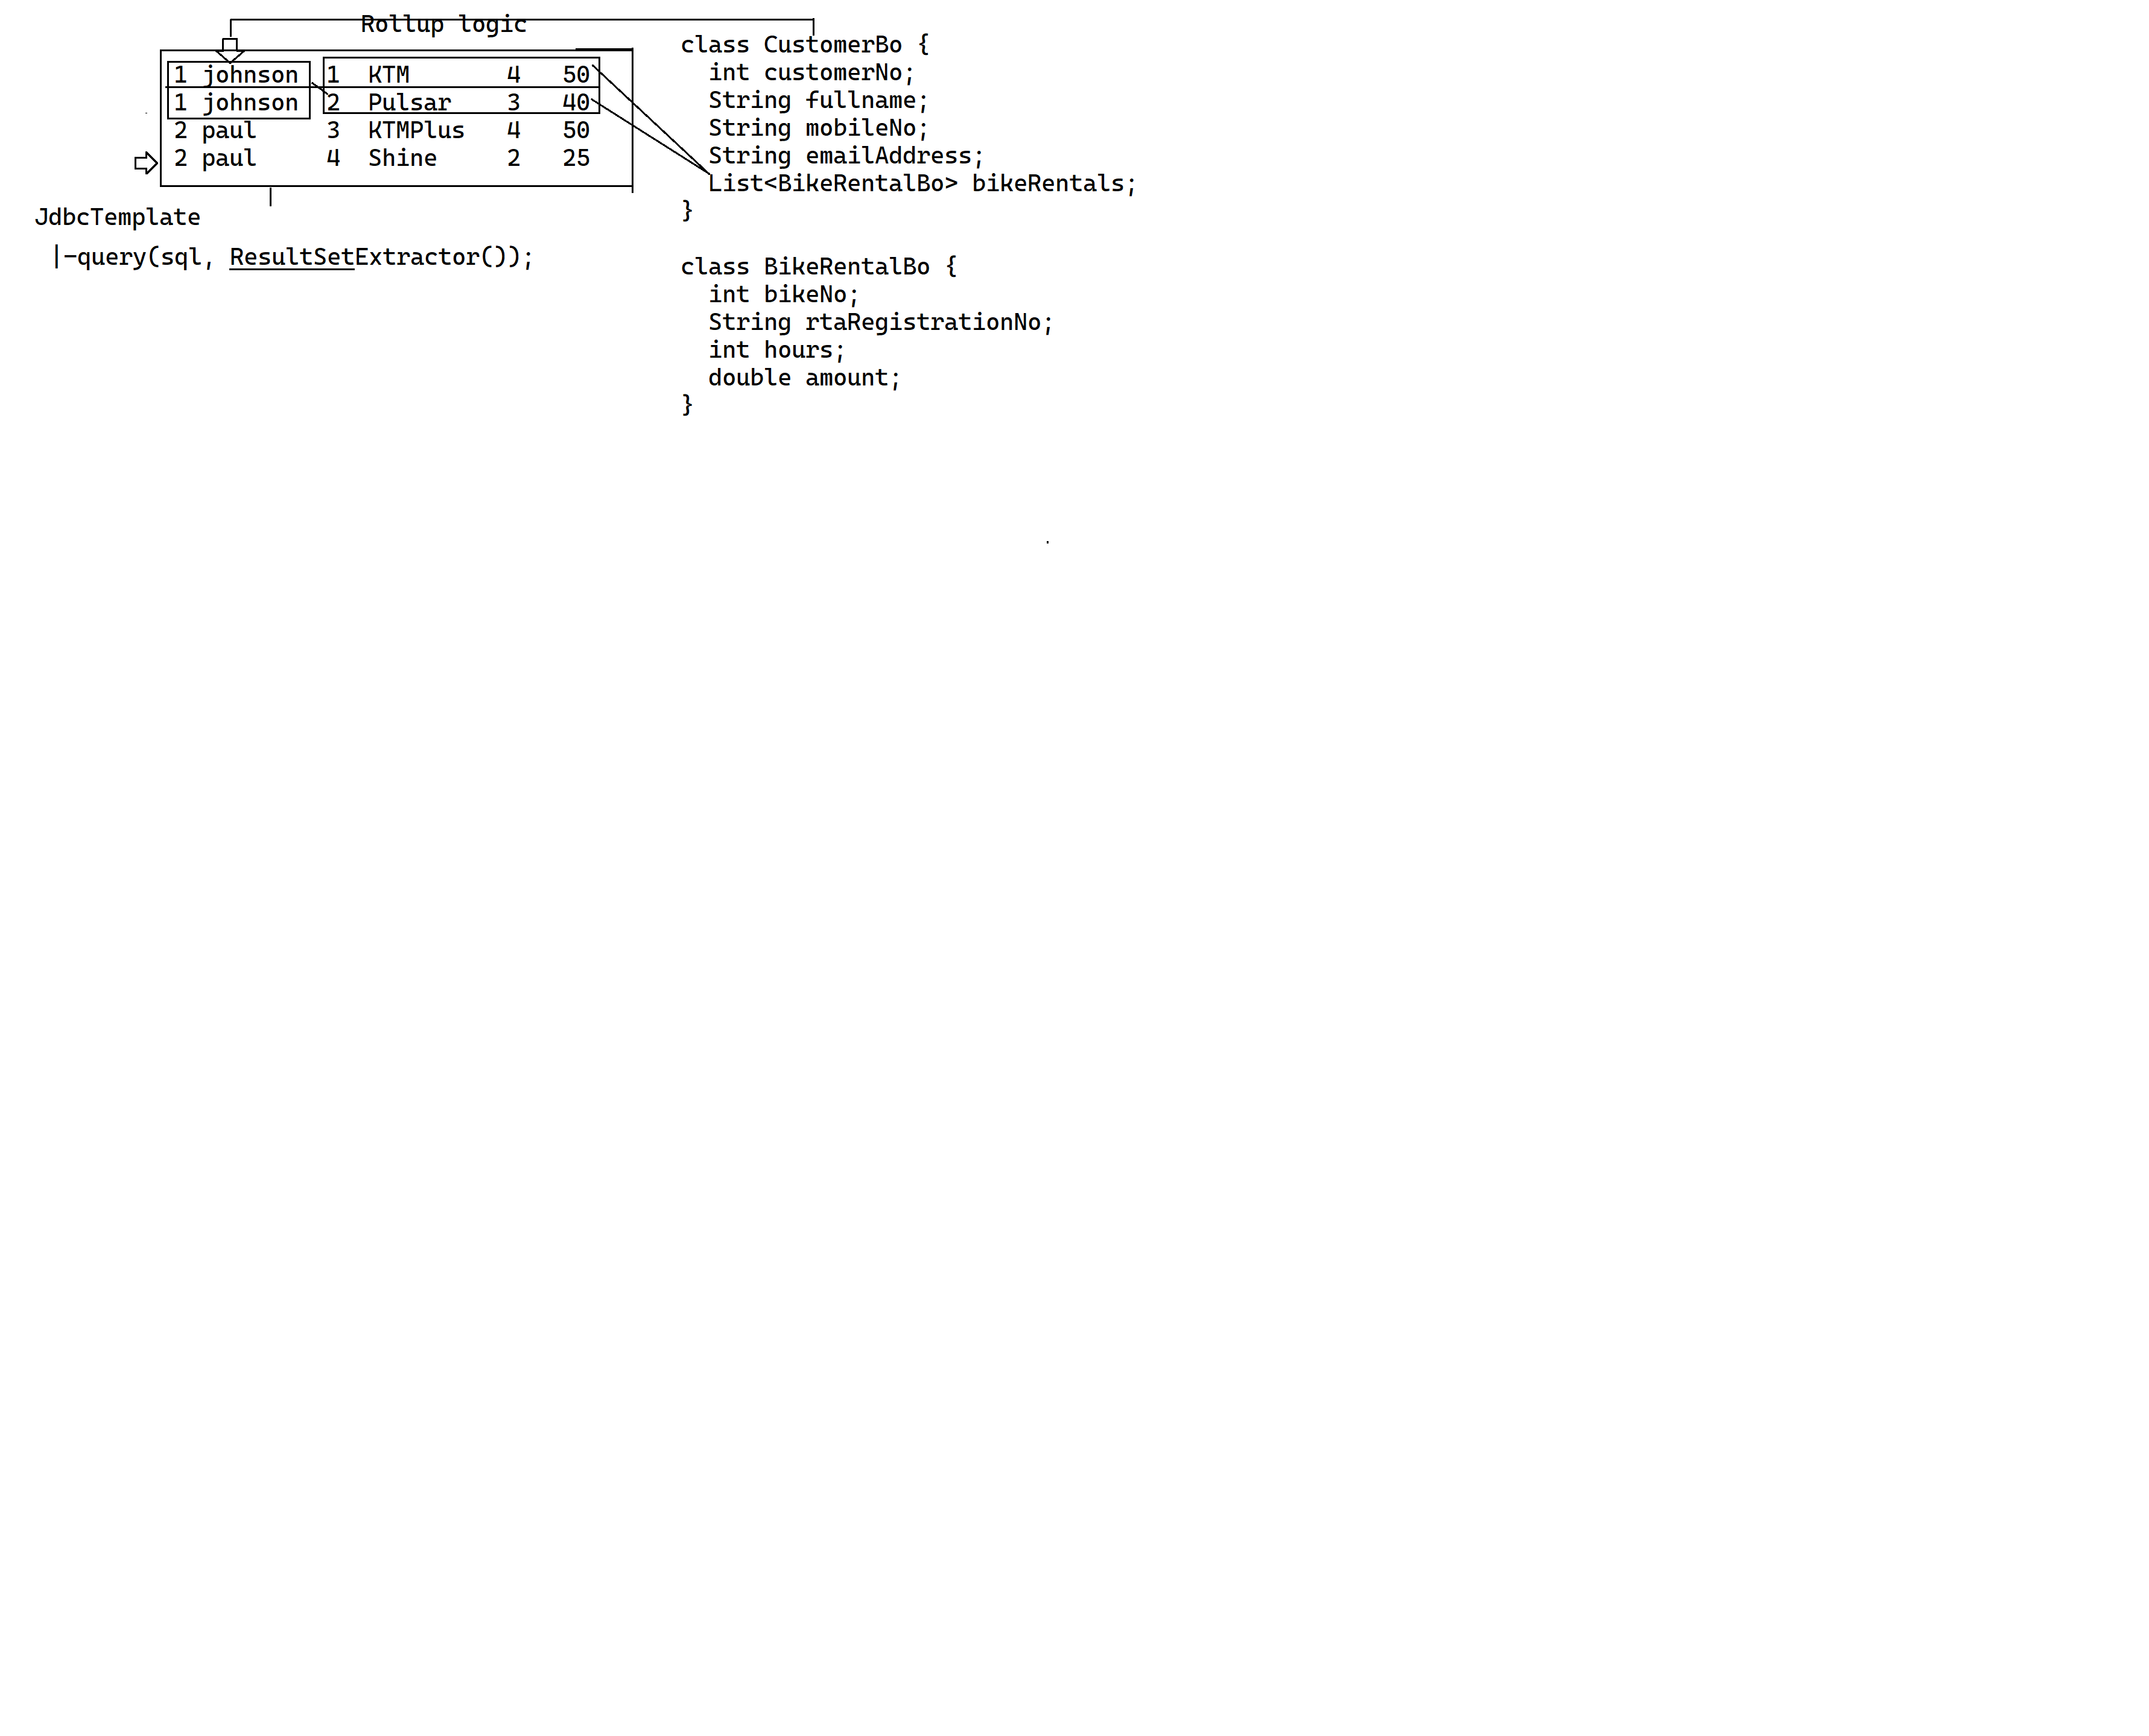 Rollup logic
1 johnson 1 KTM 4 50
1 johnson 2 Pulsar 3 40
2 paul 3 KTMPlus 4 50
2 paul 4 Shine 2 25
JdbcTemplate
|-query(sql, ResultSetExtractor());
class CustomerBo {
int customerNo;
String fullname;
String mobileNo;
String emailAddress;
List<BikeRentalBo> bikeRentals;
}
class BikeRentalBo {
int bikeNo;
String rtaRegistrationNo;
int hours;
double amount;
}